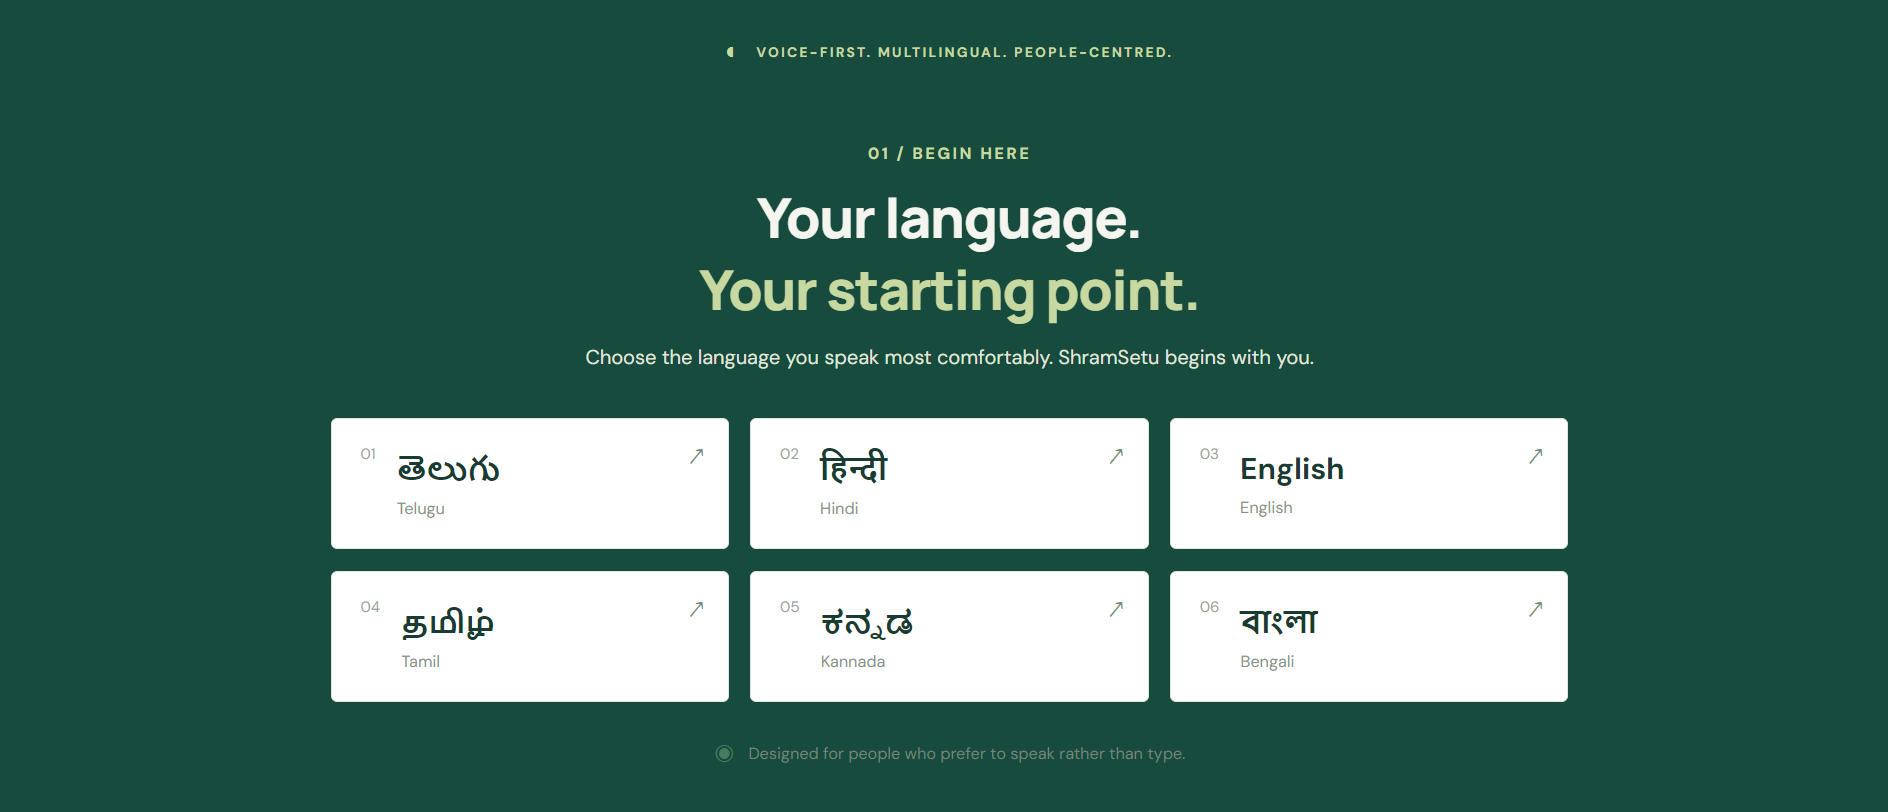 VOICE-FIRST. MULTILINGUAL. PEOPLE-CENTRED.
01 / BEGIN HERE
Your language.
Your starting point.
Choose the language you speak most comfortably. ShramSetu begins with you.
01 తెలుగు ↗
Telugu
02 हिन्दी ↗
Hindi
03 English ↗
English
04 தமிழ் ↗
Tamil
05 ಕನ್ನಡ ↗
Kannada
06 বাংলা ↗
Bengali
Designed for people who prefer to speak rather than type.